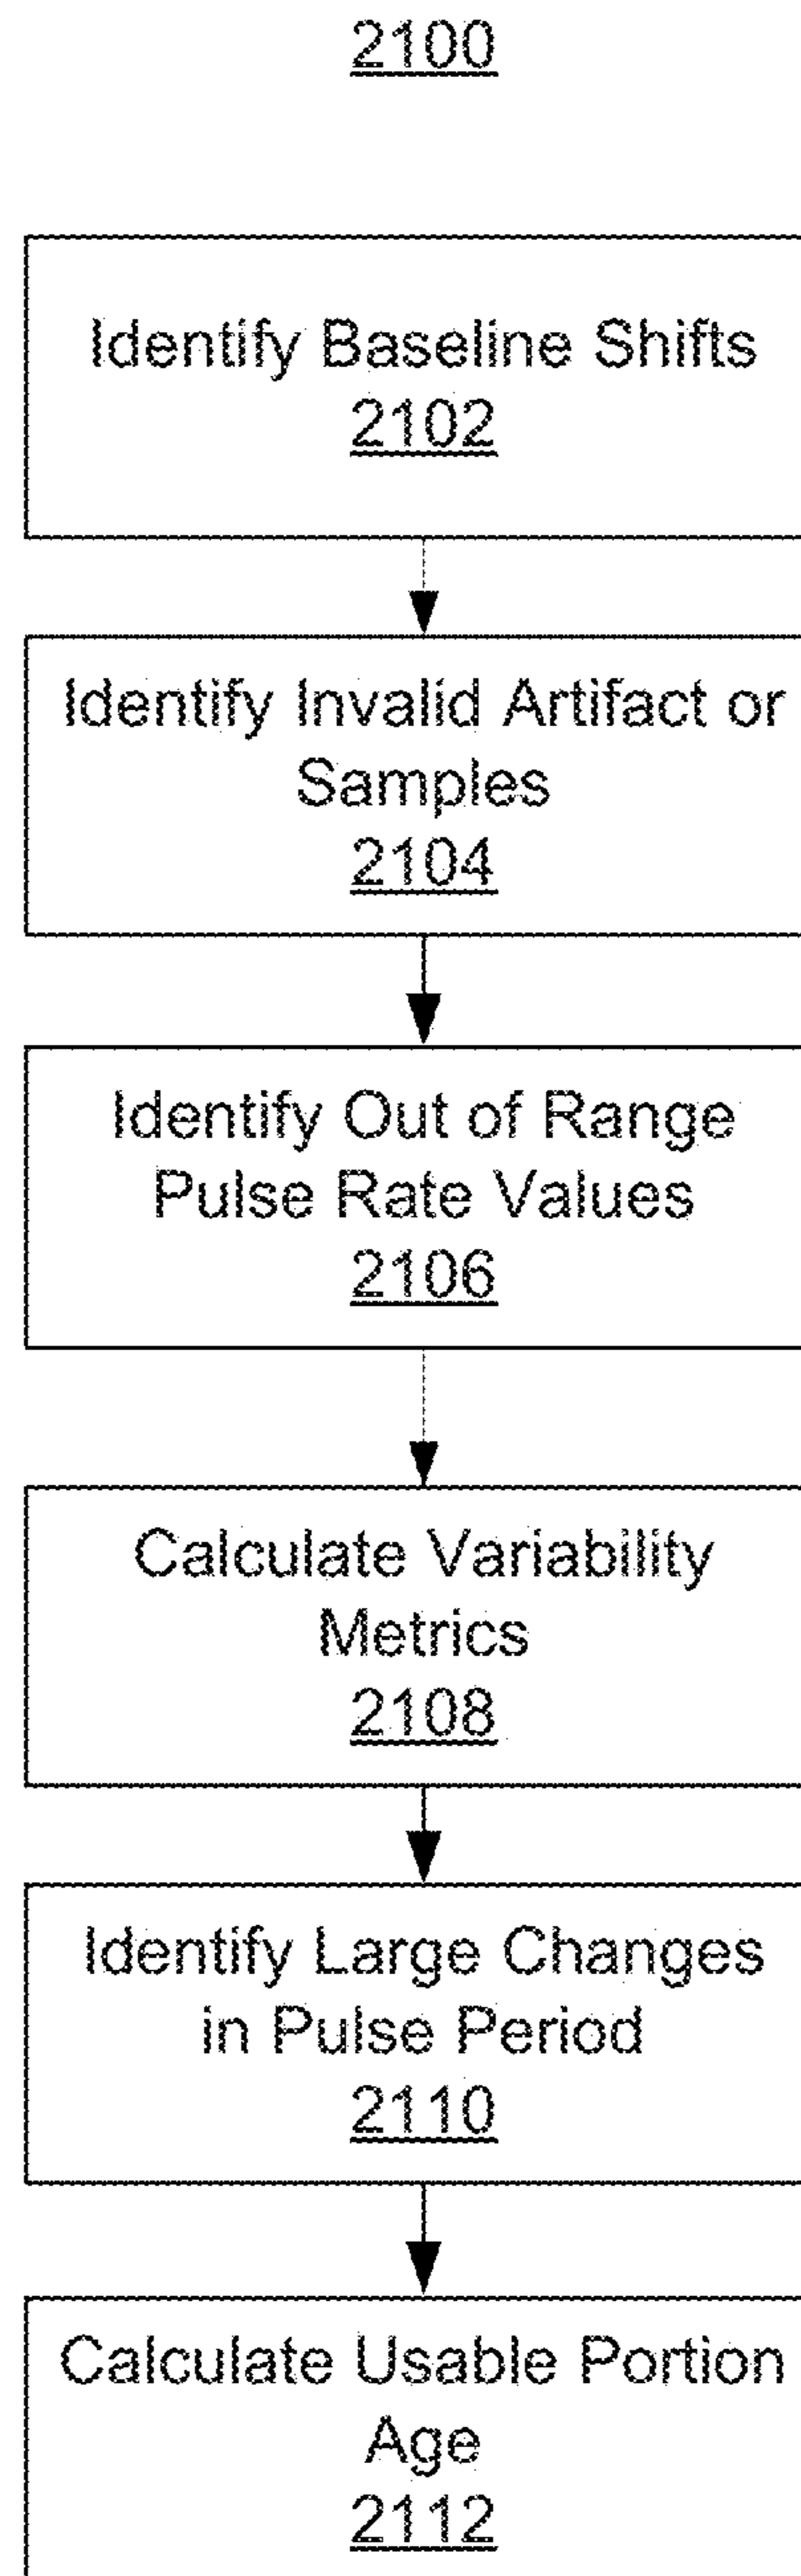 2100
Identify Baseline Shifts
2102
Identify Invalid Artifact or
Samples
2104
Identify Out of Range
Pulse Rate Values
2106
Calculate Variability
Metrics
2108
Identify Large Changes
in Pulse Period
2110
Calculate Usable Portion
Age
2112